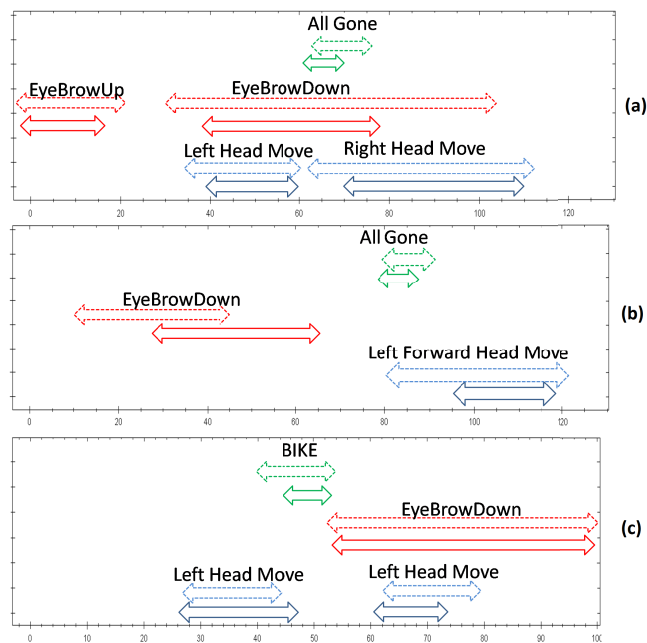 All Gone
EyeBrowUp
EyeBrowDown
(a)
Left Head Move
Right Head Move
0 20 40 60 80 100 120
All Gone
EyeBrowDown
(b)
Left Forward Head Move
0 20 40 60 80 100 120
BIKE
EyeBrowDown
(c)
Left Head Move
Left Head Move
0 10 20 30 40 50 60 70 80 90 100